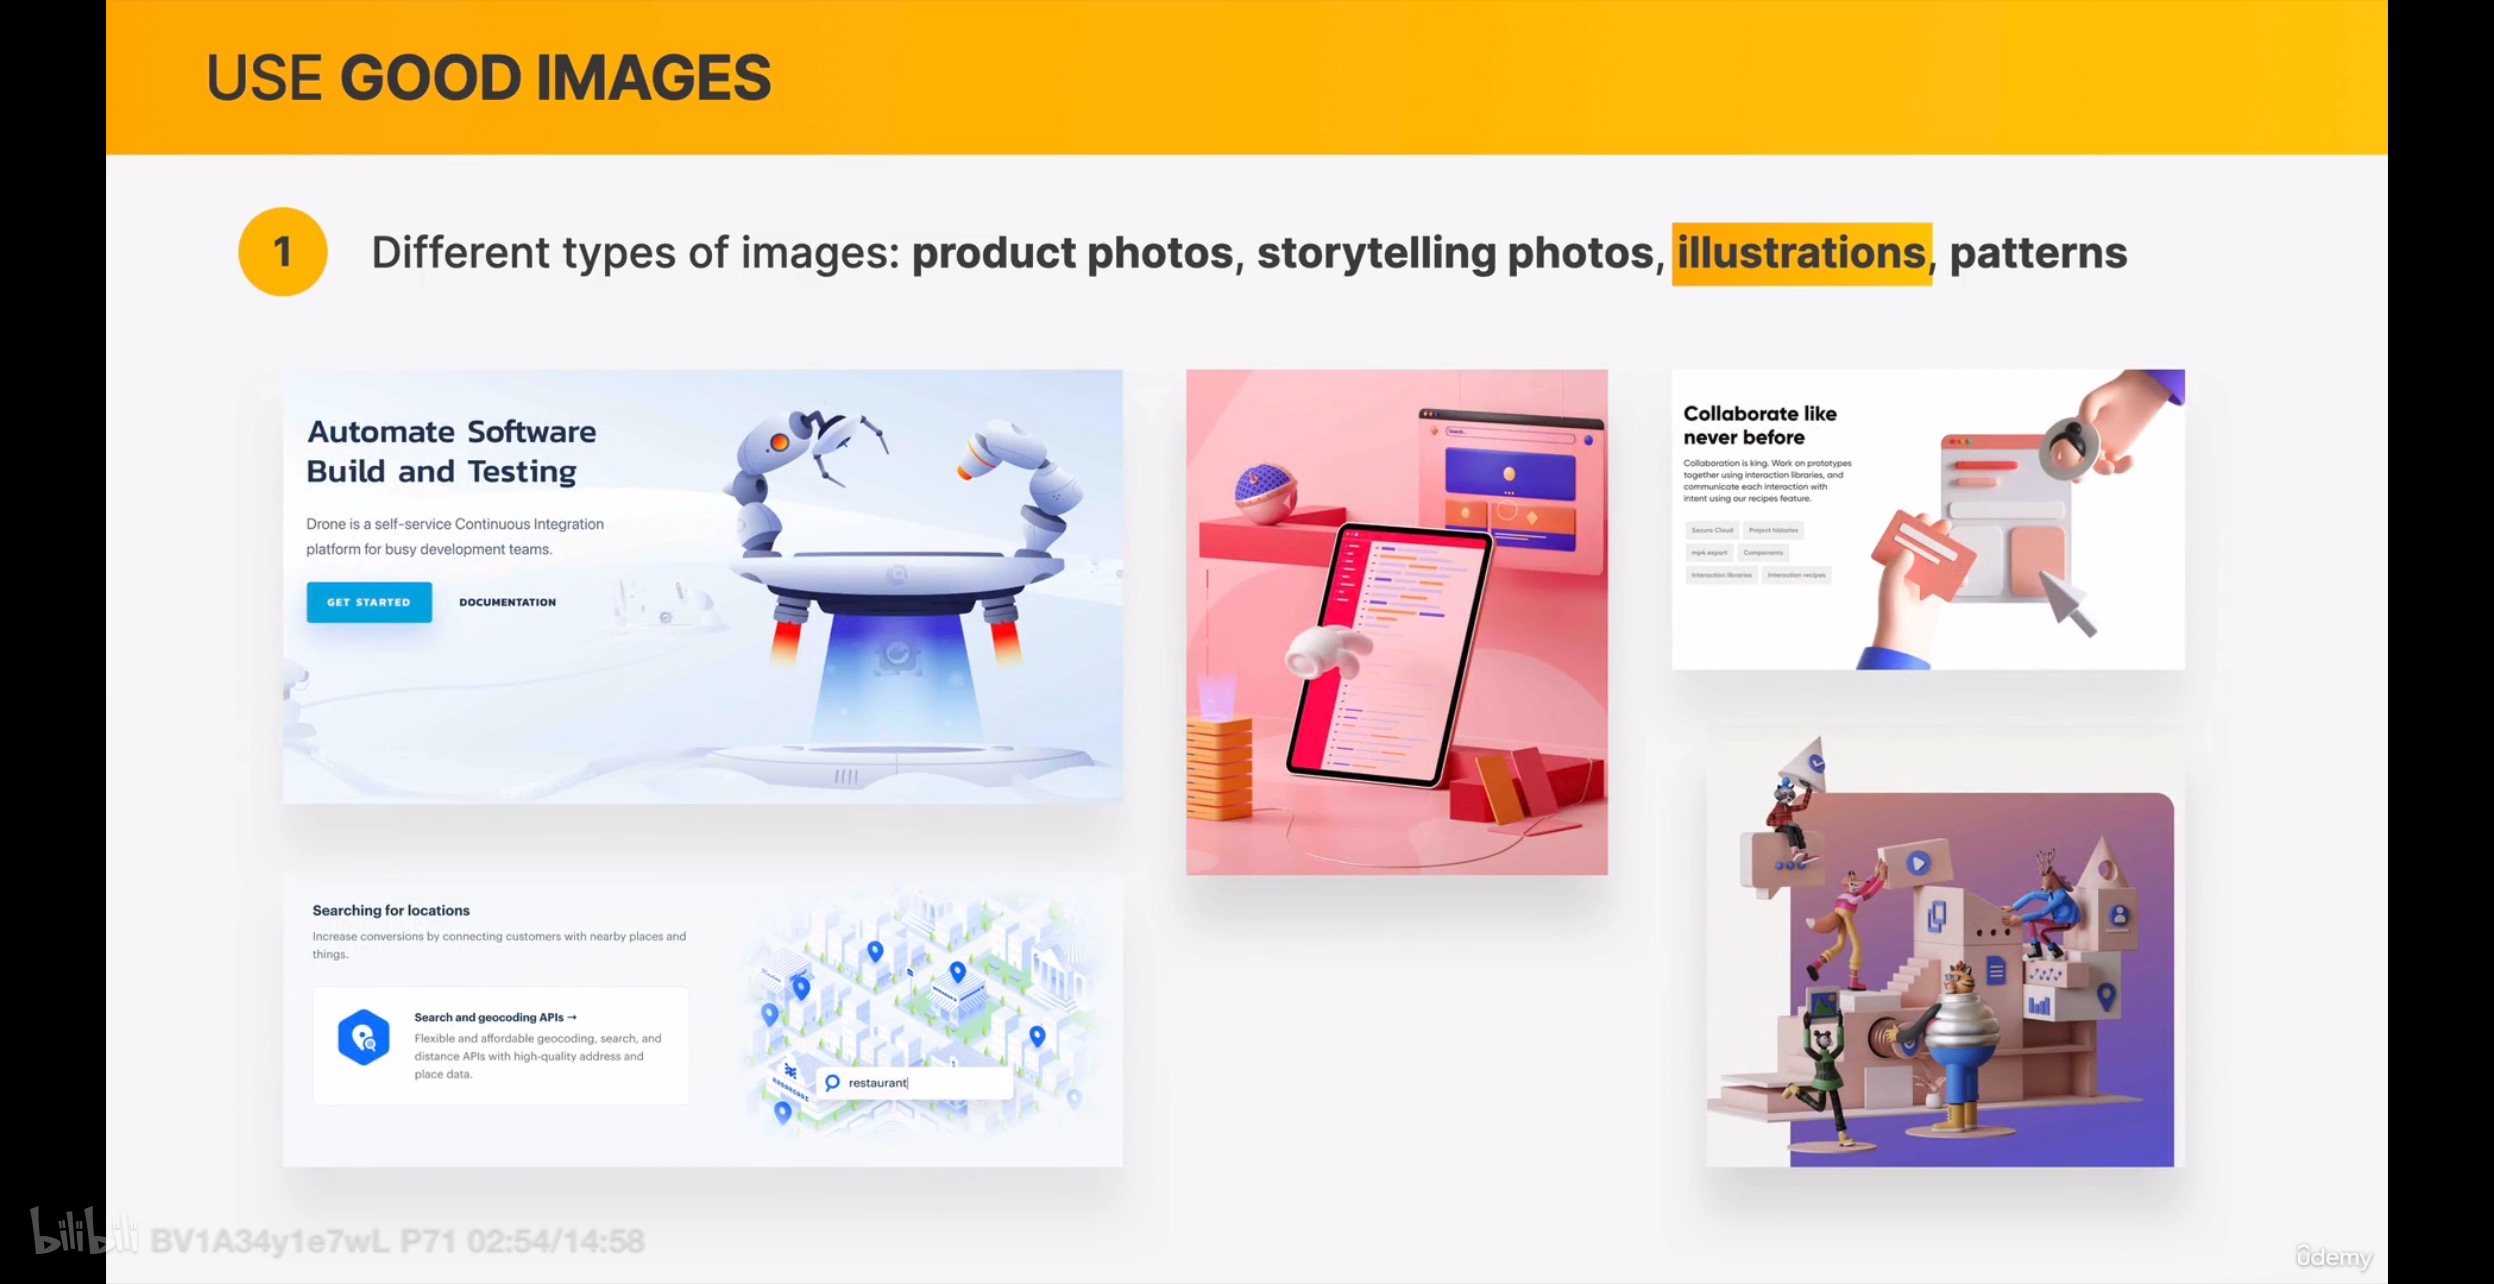 USE GOOD IMAGES
1
Different types of images: product photos, storytelling photos, illustrations, patterns
Automate Software
Build and Testing
Drone is a self-service Continuous Integration
platform for busy development teams.
GET STARTED DOCUMENTATION
Searching for locations
Increase conversions by connecting customers with nearby places and
things.
Search and geocoding APIs →
Flexible and affordable geocoding, search, and
distance APIs with high-quality address and
place data.
restaurant
Search...
Collaborate like
never before
Collaboration is king. Work on prototypes
together using interaction libraries, and
communicate each interaction with
intent using our recipes feature.
Secure Cloud Project histories
mp4 export Components
Interaction libraries Interaction recipes
bilibili BV1A34y1e7wL P71 02:54/14:58
ûdemy